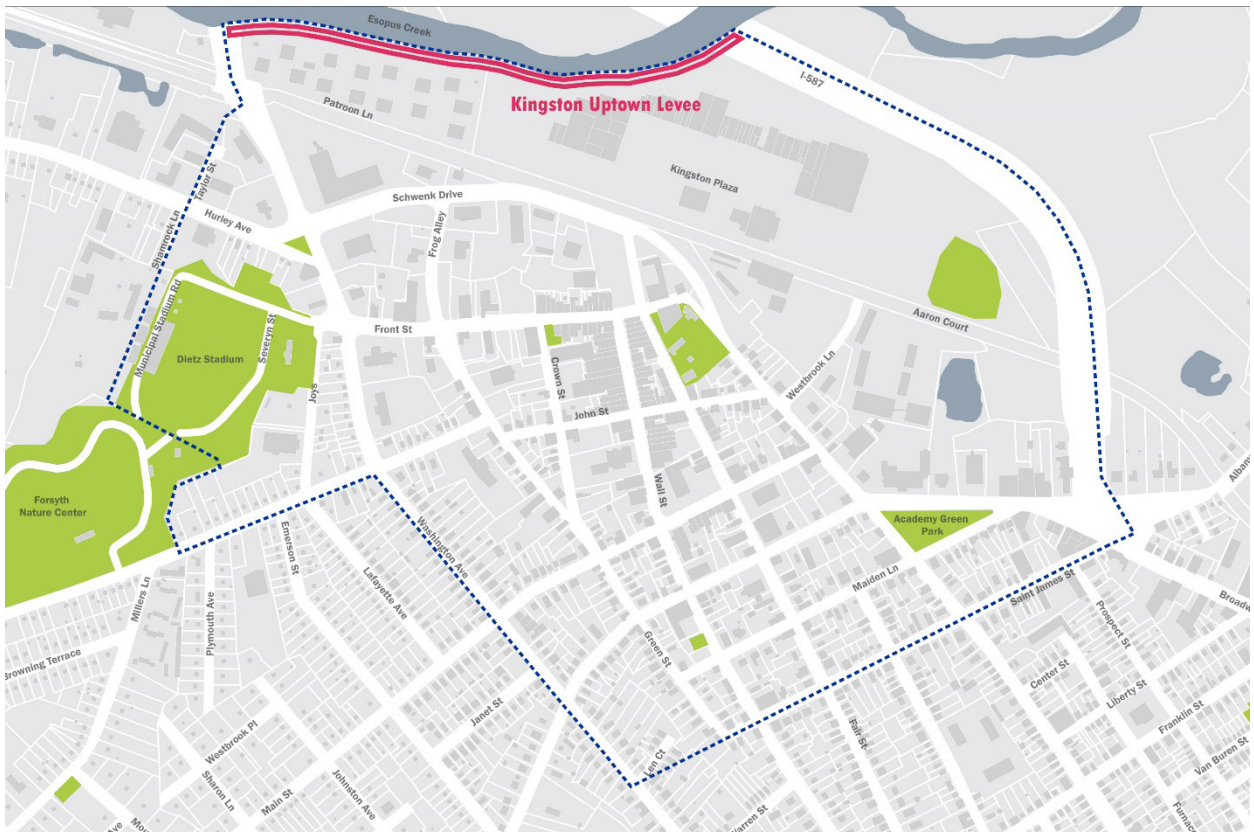 Esopus Creek
I-587
Patroon Ln
Kingston Uptown Levee
Kingston Plaza
Taylor St
Schwenk Drive
Hurley Ave
Frog Alley
Shamrock Ln
Municipal Stadium Rd
Severyn St
Front St
Aaron Court
Dietz Stadium
Crown St
Westbrook Ln
Joys
John St
Wall St
Forsyth
Nature Center
Academy Green
Park
Emerson St
Washington Ave
Maiden Ln
Lafayette Ave
Saint James St
Millers Ln
Plymouth Ave
Prospect St
Green St
Browning Terrace
Center St
Liberty St
Janet St
Fair St
Franklin St
Westbrook Pl
Len Ct
Van Buren St
Sharon Ln
Main St
Johnston Ave